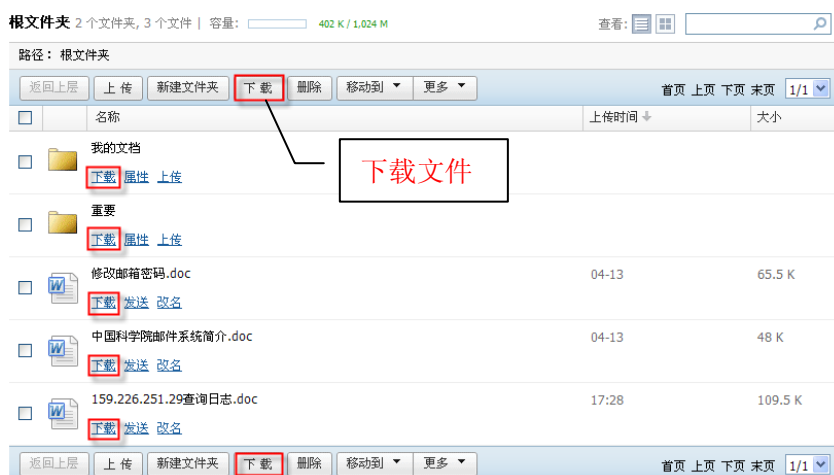 根文件夹 2 个文件夹, 3 个文件 | 容量: 402 K / 1,024 M 查看:
路径： 根文件夹
返回上层 上 传 新建文件夹 下 载 删除 移动到 更多 首页 上页 下页 末页 1/1
名称 上传时间 大小
我的文档
下载 属性 上传
下载文件
重要
下载 属性 上传
修改邮箱密码.doc 04-13 65.5 K
下载 发送 改名
中国科学院邮件系统简介.doc 04-13 48 K
下载 发送 改名
159.226.251.29查询日志.doc 17:28 109.5 K
下载 发送 改名
返回上层 上 传 新建文件夹 下 载 删除 移动到 更多 首页 上页 下页 末页 1/1